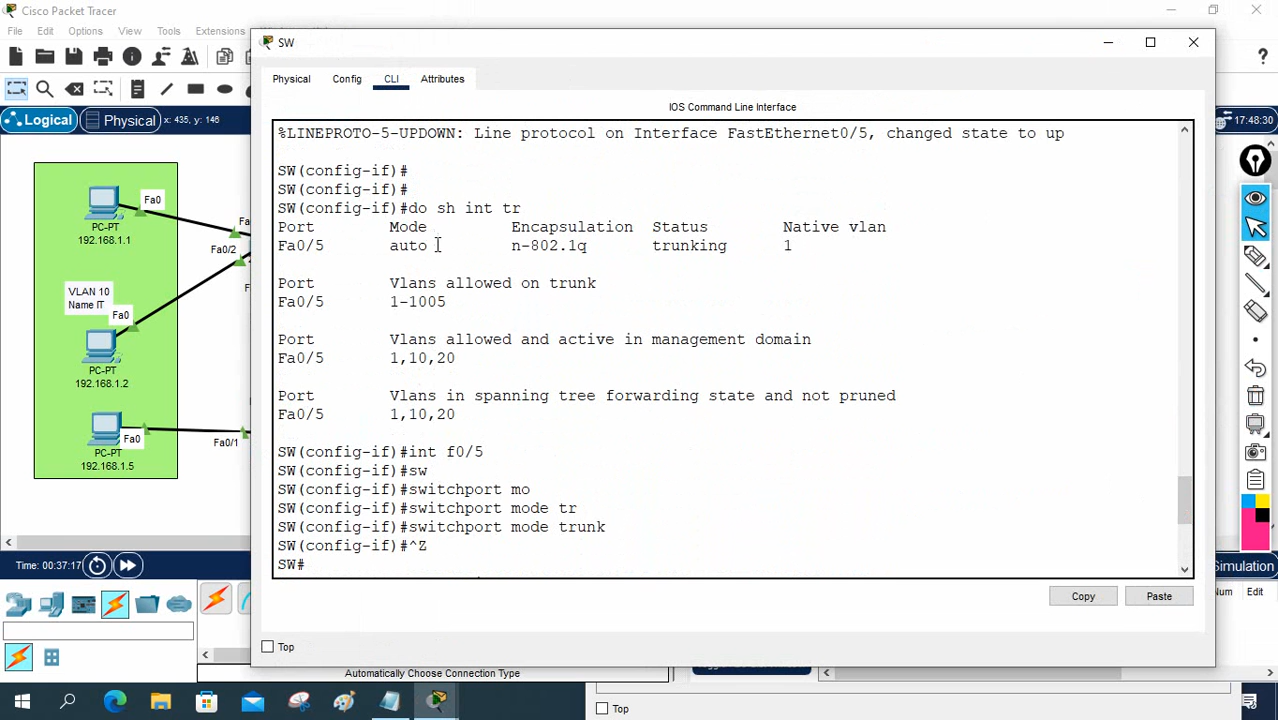 Cisco Packet Tracer
File Edit Options View Tools Extensions
SW
Physical Config CLI Attributes
IOS Command Line Interface
Logical Physical x: 435, y: 146
17:48:30
%LINEPROTO-5-UPDOWN: Line protocol on Interface FastEthernet0/5, changed state to up
SW(config-if)#
SW(config-if)#
SW(config-if)#do sh int tr
Port Mode Encapsulation Status Native vlan
Fa0/5 auto n-802.1q trunking 1
Port Vlans allowed on trunk
Fa0/5 1-1005
Port Vlans allowed and active in management domain
Fa0/5 1,10,20
Port Vlans in spanning tree forwarding state and not pruned
Fa0/5 1,10,20
SW(config-if)#int f0/5
SW(config-if)#sw
SW(config-if)#switchport mo
SW(config-if)#switchport mode tr
SW(config-if)#switchport mode trunk
SW(config-if)#^Z
SW#
Copy Paste
Top
Fa0
PC-PT
192.168.1.1
Fa0/2
VLAN 10
Name IT
Fa0
PC-PT
192.168.1.2
Fa0
PC-PT
192.168.1.5
Fa0/1
Time: 00:37:17
Simulation
Edit
Automatically Choose Connection Type
Top